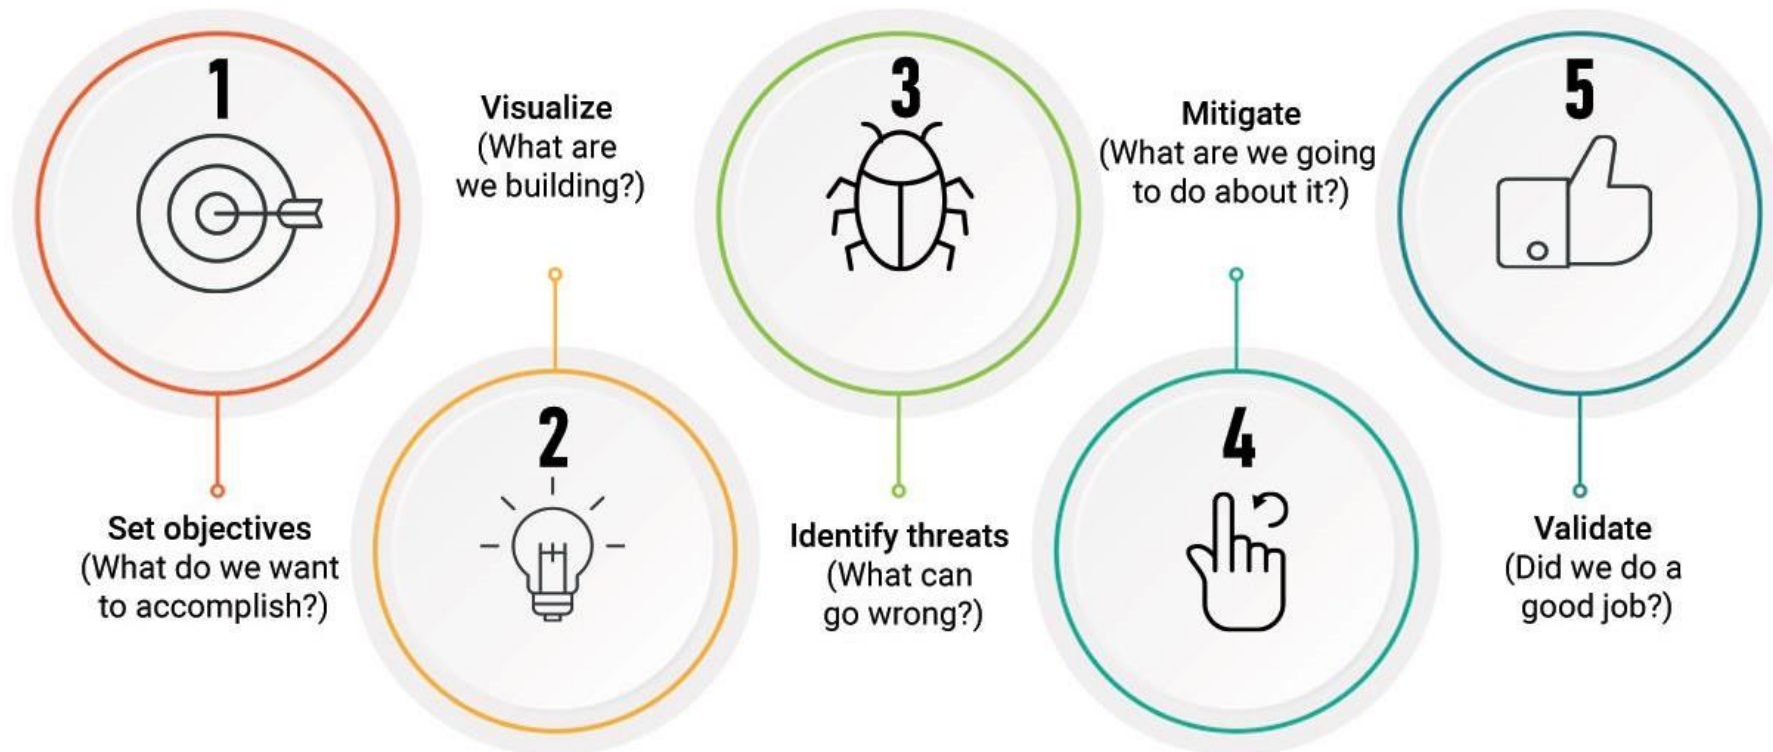 1
Set objectives
(What do we want
to accomplish?)
Visualize
(What are
we building?)
2
3
Identify threats
(What can
go wrong?)
Mitigate
(What are we going
to do about it?)
4
5
Validate
(Did we do a
good job?)